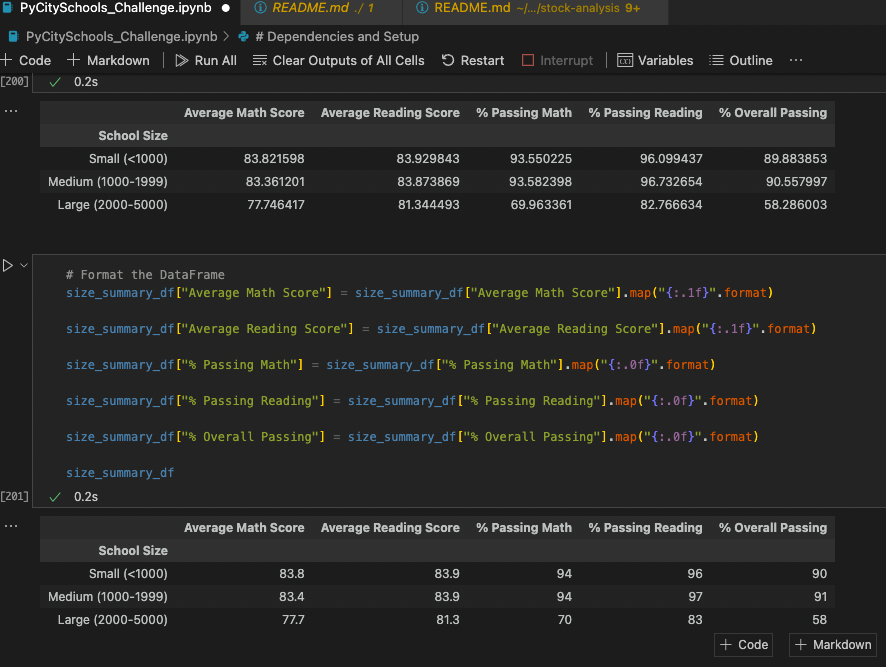 PyCitySchools_Challenge.ipynb ● README.md ./ 1 README.md ~/.../stock-analysis 9+
PyCitySchools_Challenge.ipynb > # Dependencies and Setup
+ Code + Markdown | Run All Clear Outputs of All Cells Restart Interrupt | Variables Outline ...
[200] ✓ 0.2s
...
Average Math Score Average Reading Score % Passing Math % Passing Reading % Overall Passing
School Size
Small (<1000) 83.821598 83.929843 93.550225 96.099437 89.883853
Medium (1000-1999) 83.361201 83.873869 93.582398 96.732654 90.557997
Large (2000-5000) 77.746417 81.344493 69.963361 82.766634 58.286003
# Format the DataFrame
size_summary_df["Average Math Score"] = size_summary_df["Average Math Score"].map("{:.1f}".format)
size_summary_df["Average Reading Score"] = size_summary_df["Average Reading Score"].map("{:.1f}".format)
size_summary_df["% Passing Math"] = size_summary_df["% Passing Math"].map("{:.0f}".format)
size_summary_df["% Passing Reading"] = size_summary_df["% Passing Reading"].map("{:.0f}".format)
size_summary_df["% Overall Passing"] = size_summary_df["% Overall Passing"].map("{:.0f}".format)
size_summary_df
[201] ✓ 0.2s
...
Average Math Score Average Reading Score % Passing Math % Passing Reading % Overall Passing
School Size
Small (<1000) 83.8 83.9 94 96 90
Medium (1000-1999) 83.4 83.9 94 97 91
Large (2000-5000) 77.7 81.3 70 83 58
+ Code + Markdown